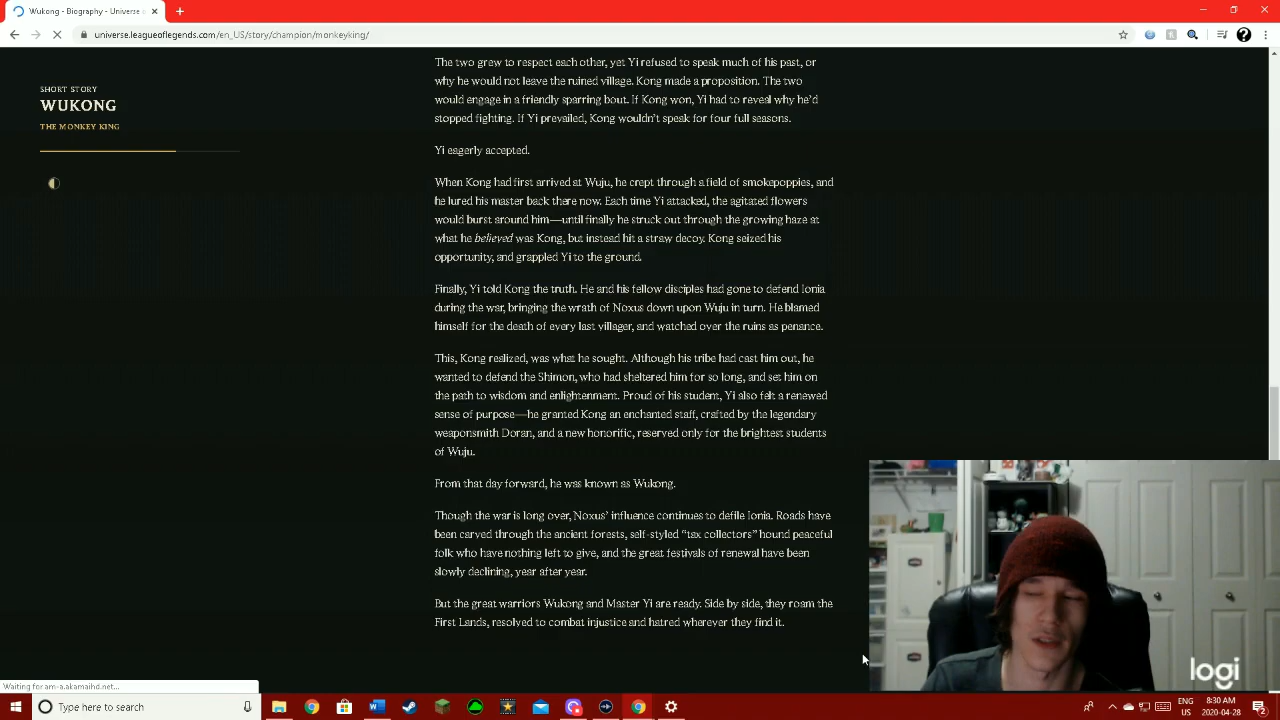 Wukong - Biography - Universe
universe.leagueoflegends.com/en_US/story/champion/monkeyking/
SHORT STORY
WUKONG
THE MONKEY KING
The two grew to respect each other, yet Yi refused to speak much of his past, or
why he would not leave the ruined village. Kong made a proposition. The two
would engage in a friendly sparring bout. If Kong won, Yi had to reveal why he'd
stopped fighting. If Yi prevailed, Kong wouldn't speak for four full seasons.
Yi eagerly accepted.
When Kong had first arrived at Wuju, he crept through a field of smokepoppies, and
he lured his master back there now. Each time Yi attacked, the agitated flowers
would burst around him—until finally he struck out through the growing haze at
what he believed was Kong, but instead hit a straw decoy. Kong seized his
opportunity, and grappled Yi to the ground.
Finally, Yi told Kong the truth. He and his fellow disciples had gone to defend Ionia
during the war, bringing the wrath of Noxus down upon Wuju in turn. He blamed
himself for the death of every last villager, and watched over the ruins as penance.
This, Kong realized, was what he sought. Although his tribe had cast him out, he
wanted to defend the Shimon, who had sheltered him for so long, and set him on
the path to wisdom and enlightenment. Proud of his student, Yi also felt a renewed
sense of purpose—he granted Kong an enchanted staff, crafted by the legendary
weaponsmith Doran, and a new honorific, reserved only for the brightest students
of Wuju.
From that day forward, he was known as Wukong.
Though the war is long over, Noxus' influence continues to defile Ionia. Roads have
been carved through the ancient forests, self-styled "tax collectors" hound peaceful
folk who have nothing left to give, and the great festivals of renewal have been
slowly declining, year after year.
But the great warriors Wukong and Master Yi are ready. Side by side, they roam the
First Lands, resolved to combat injustice and hatred wherever they find it.
logi
Waiting for am-a.akamaihd.net...
Type here to search
ENG
US
8:30 AM
2020-04-28
2